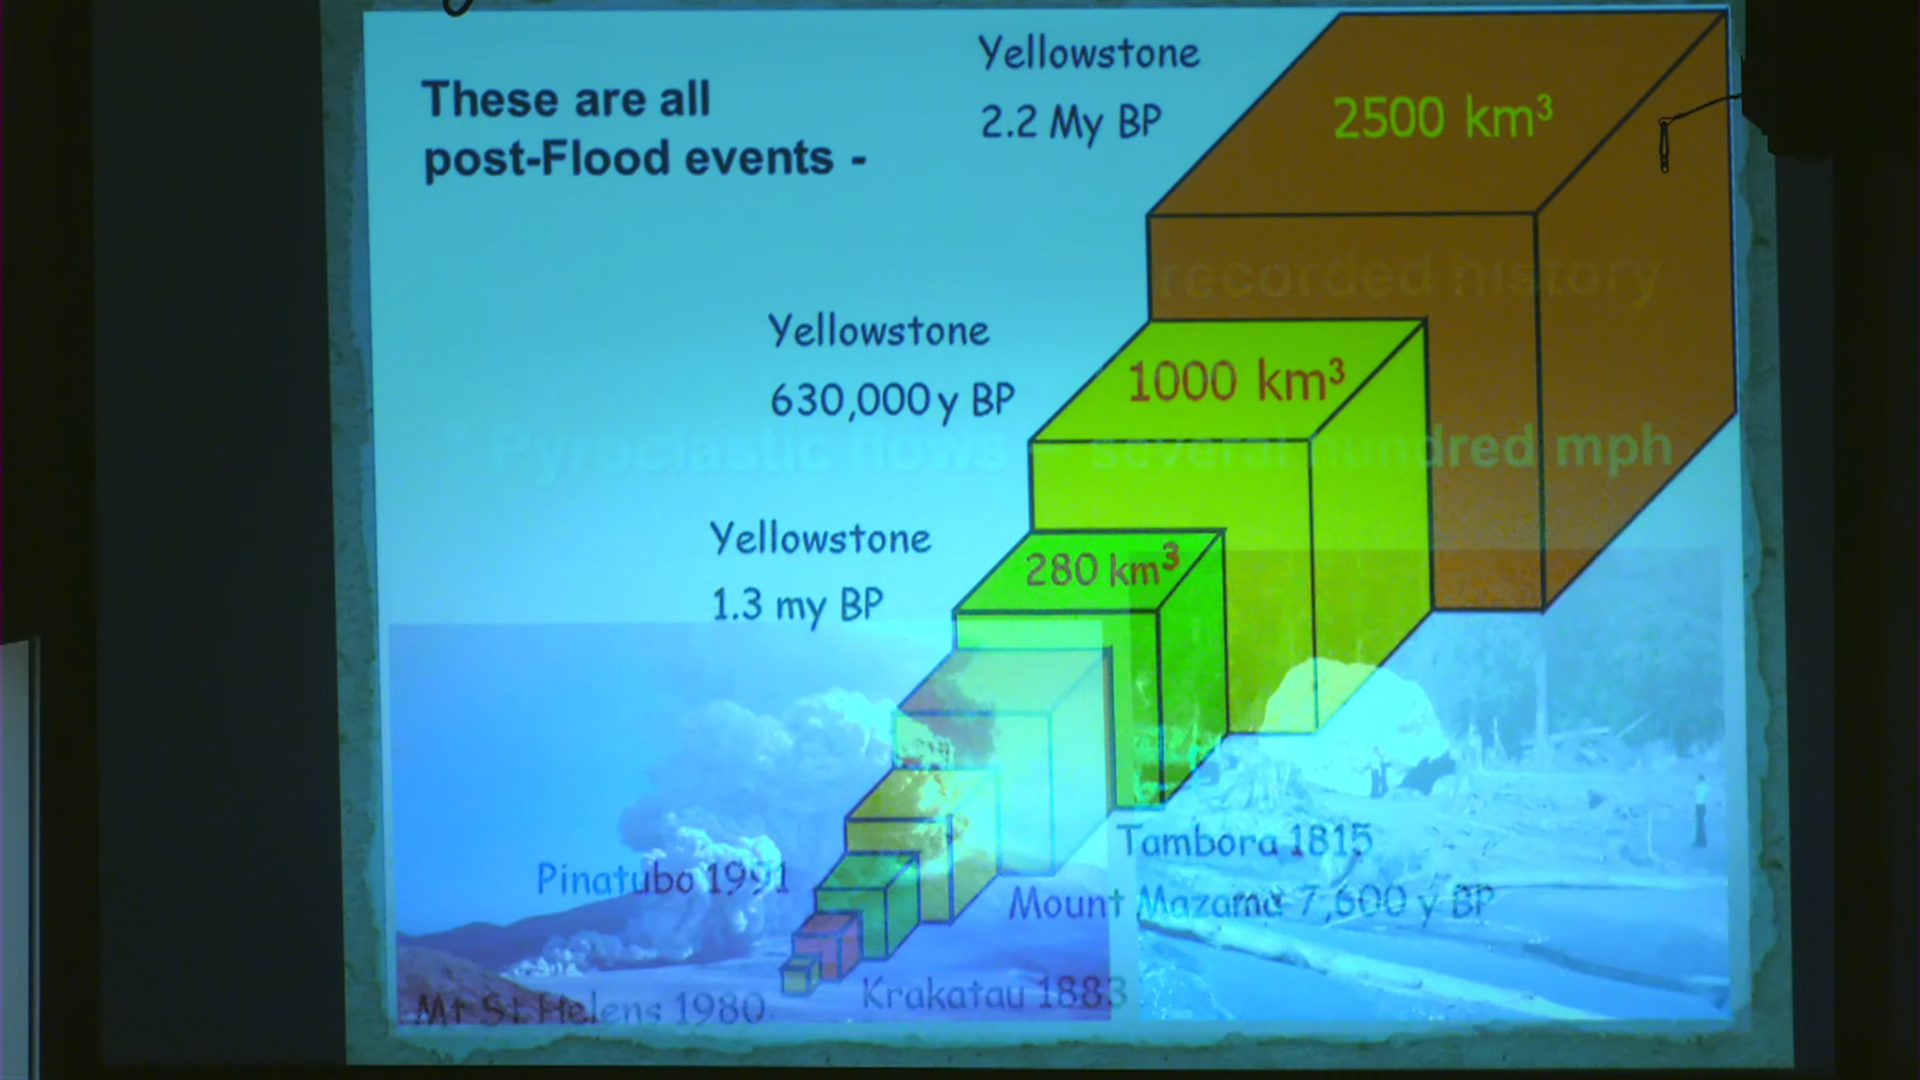 These are all
post-Flood events -
Yellowstone
2.2 My BP
2500 km³
recorded history
Yellowstone
630,000 y BP
1000 km³
* Pyroclastic flows - several hundred mph
Yellowstone
1.3 my BP
280 km³
Tambora 1815
Pinatubo 1991
Mount Mazama 7,600 y BP
Krakatau 1883
Mt St Helens 1980